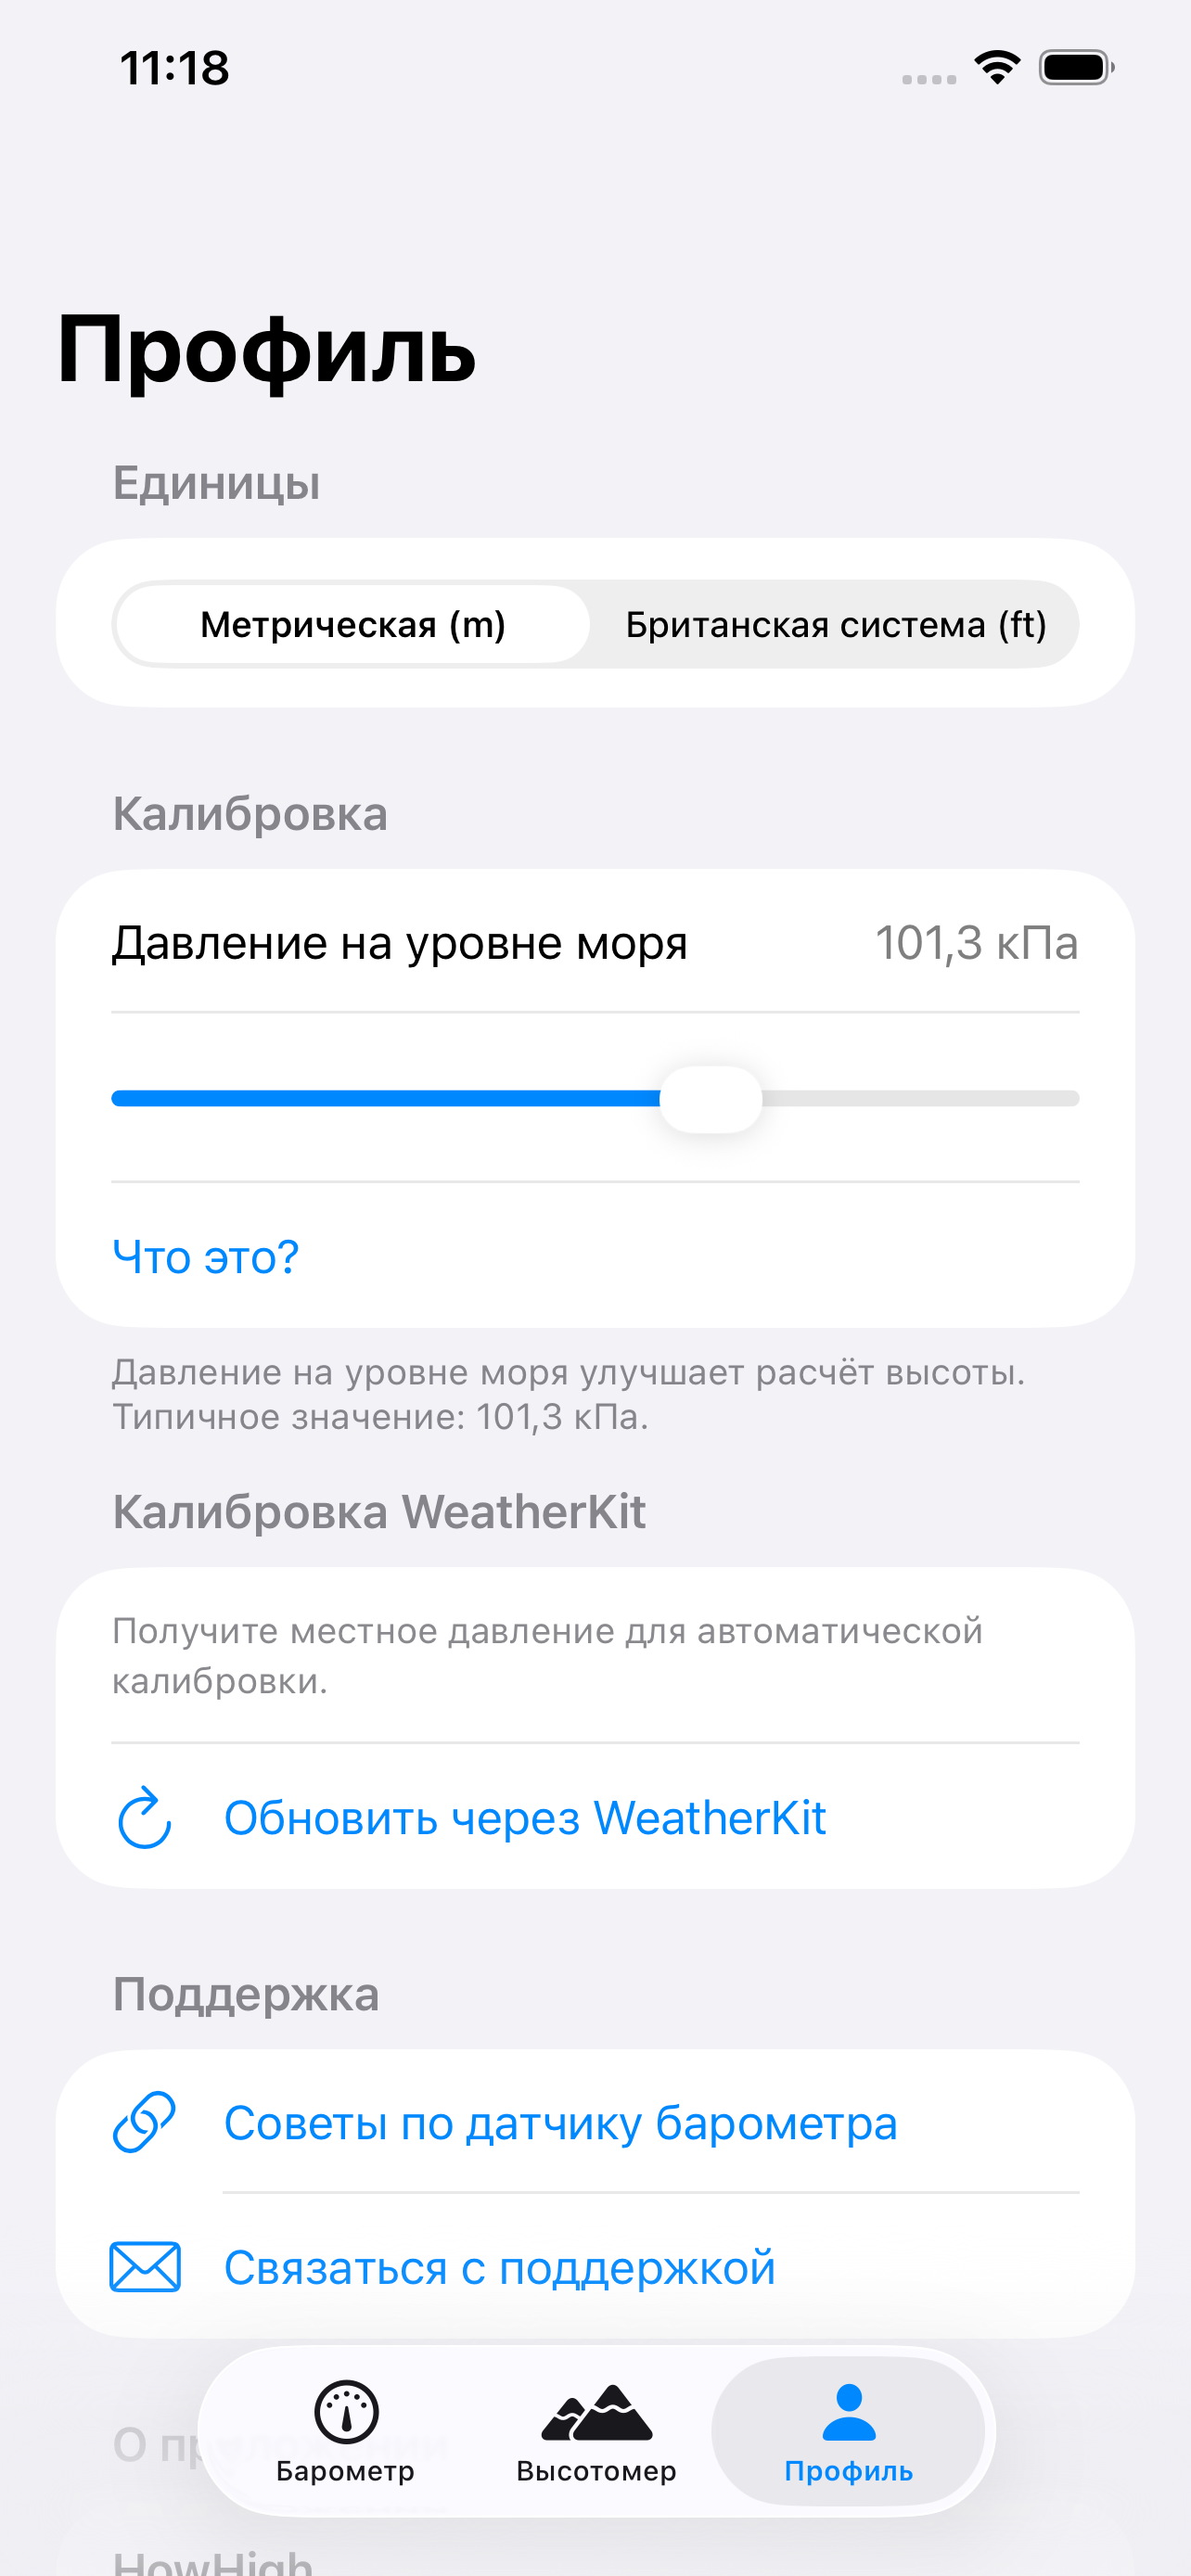 11:18
Профиль
Единицы
Метрическая (m)
Британская система (ft)
Калибровка
Давление на уровне моря
101,3 кПа
Что это?
Давление на уровне моря улучшает расчёт высоты.
Типичное значение: 101,3 кПа.
Калибровка WeatherKit
Получите местное давление для автоматической
калибровки.
Обновить через WeatherKit
Поддержка
Советы по датчику барометра
Связаться с поддержкой
О приложении
Барометр
Высотомер
Профиль
HowHigh